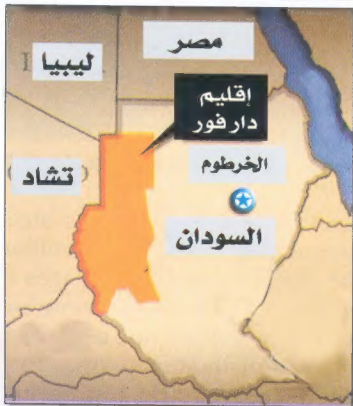 مصر
ليبيا
إقليم
دارفور
الخرطوم
تشاد
السودان